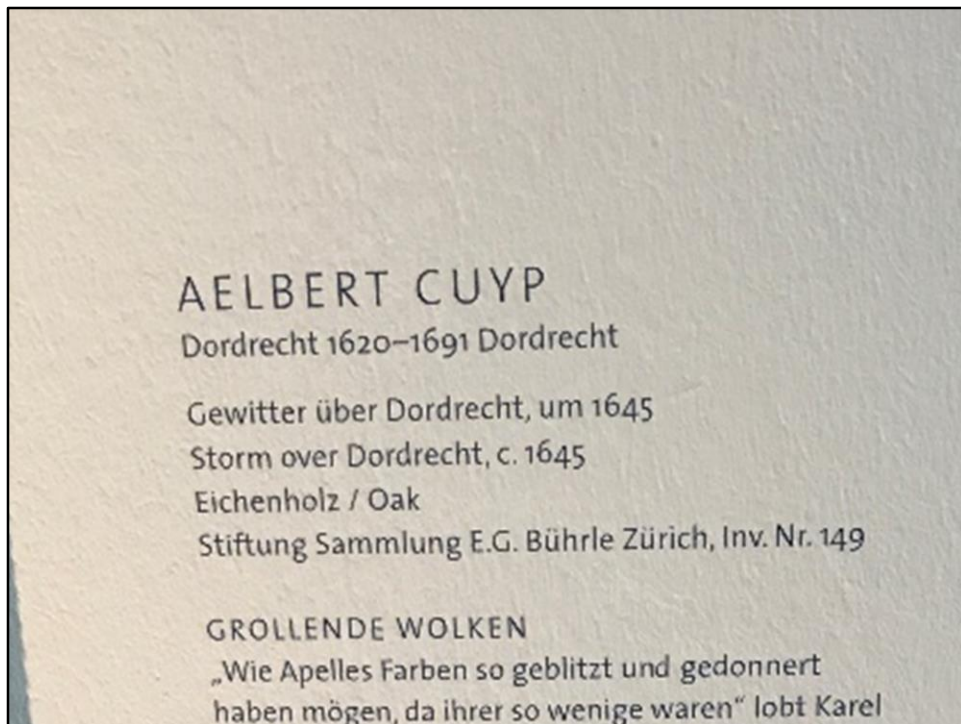 AELBERT CUYP
Dordrecht 1620–1691 Dordrecht
Gewitter über Dordrecht, um 1645
Storm over Dordrecht, c. 1645
Eichenholz / Oak
Stiftung Sammlung E.G. Bührle Zürich, Inv. Nr. 149
GROLLENDE WOLKEN
„Wie Apelles Farben so geblitzt und gedonnert
haben mögen, da ihrer so wenige waren“ lobt Karel